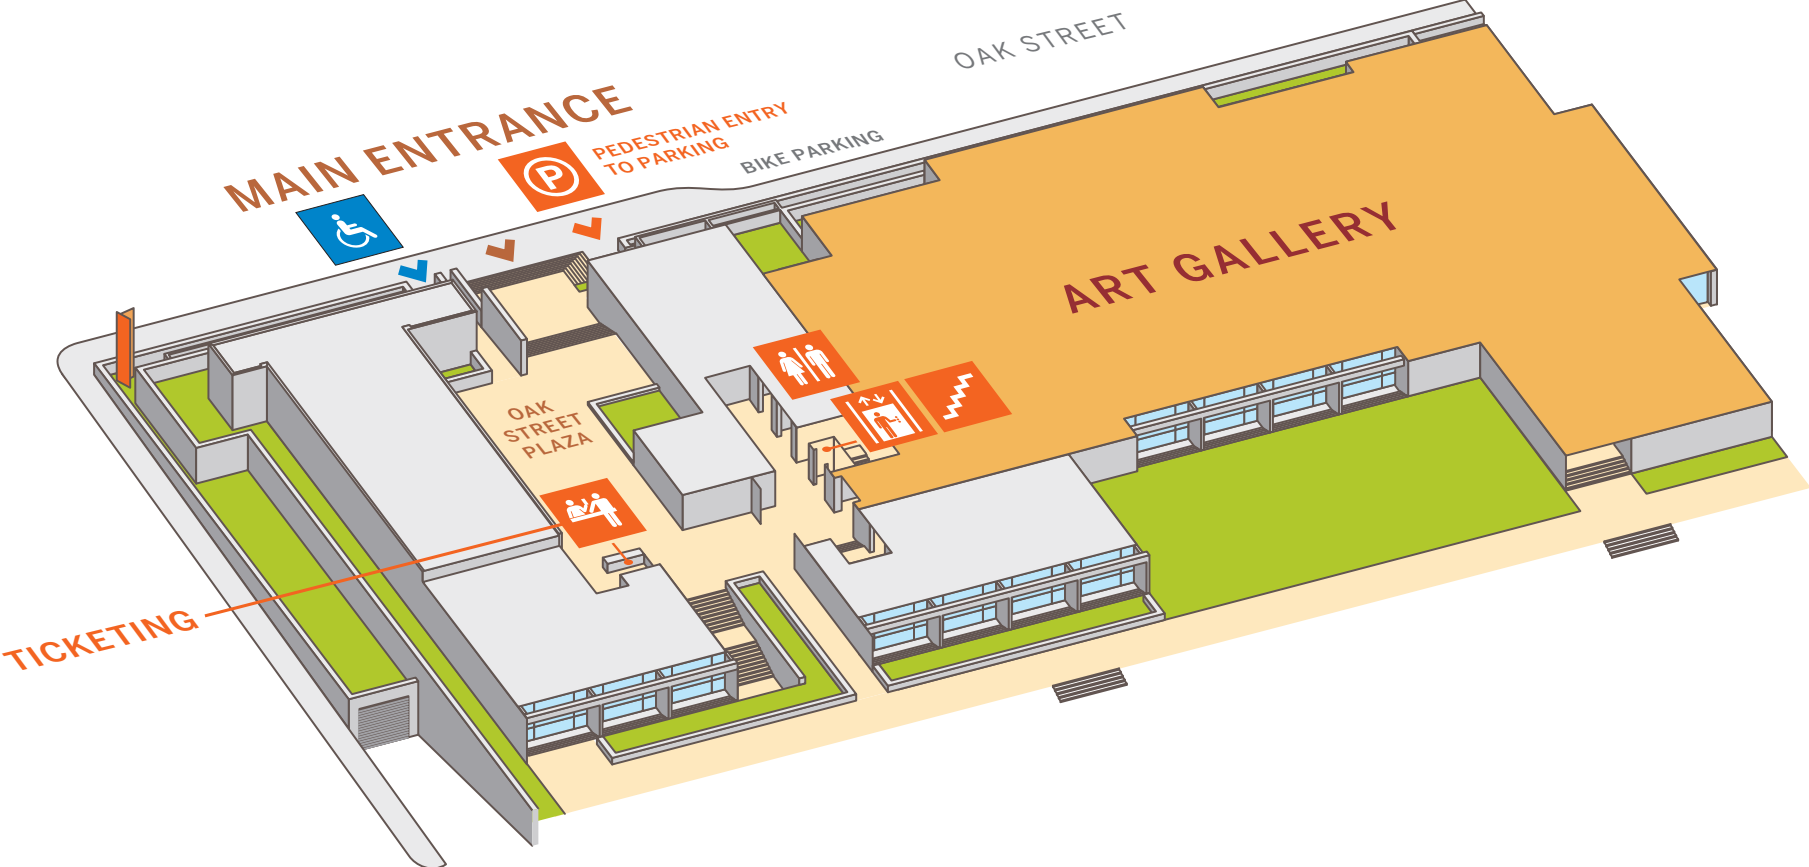 OAK STREET
MAIN ENTRANCE
P
PEDESTRIAN ENTRY
TO PARKING
BIKE PARKING
ART GALLERY
OAK
STREET
PLAZA
TICKETING